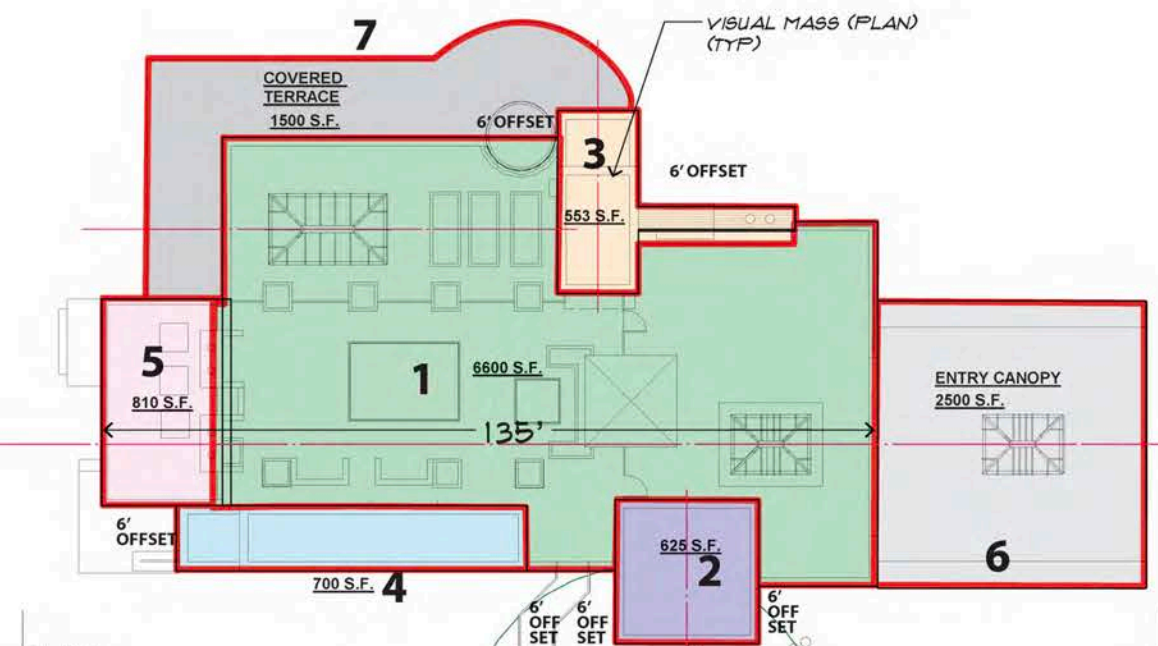 7
VISUAL MASS (PLAN)
(TYP)
COVERED
TERRACE
1500 S.F.
6' OFFSET
3
6' OFFSET
553 S.F.
5
810 S.F.
1
6600 S.F.
ENTRY CANOPY
2500 S.F.
135'
6'
OFFSET
625 S.F.
2
6
700 S.F.
4
6'
OFF
SET
6'
OFF
SET
6'
OFF
SET